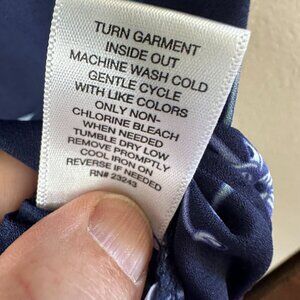 TURN GARMENT
INSIDE OUT
MACHINE WASH COLD
GENTLE CYCLE
WITH LIKE COLORS
ONLY NON-
CHLORINE BLEACH
WHEN NEEDED
TUMBLE DRY LOW
REMOVE PROMPTLY
COOL IRON ON
REVERSE IF NEEDED
RN# 23243